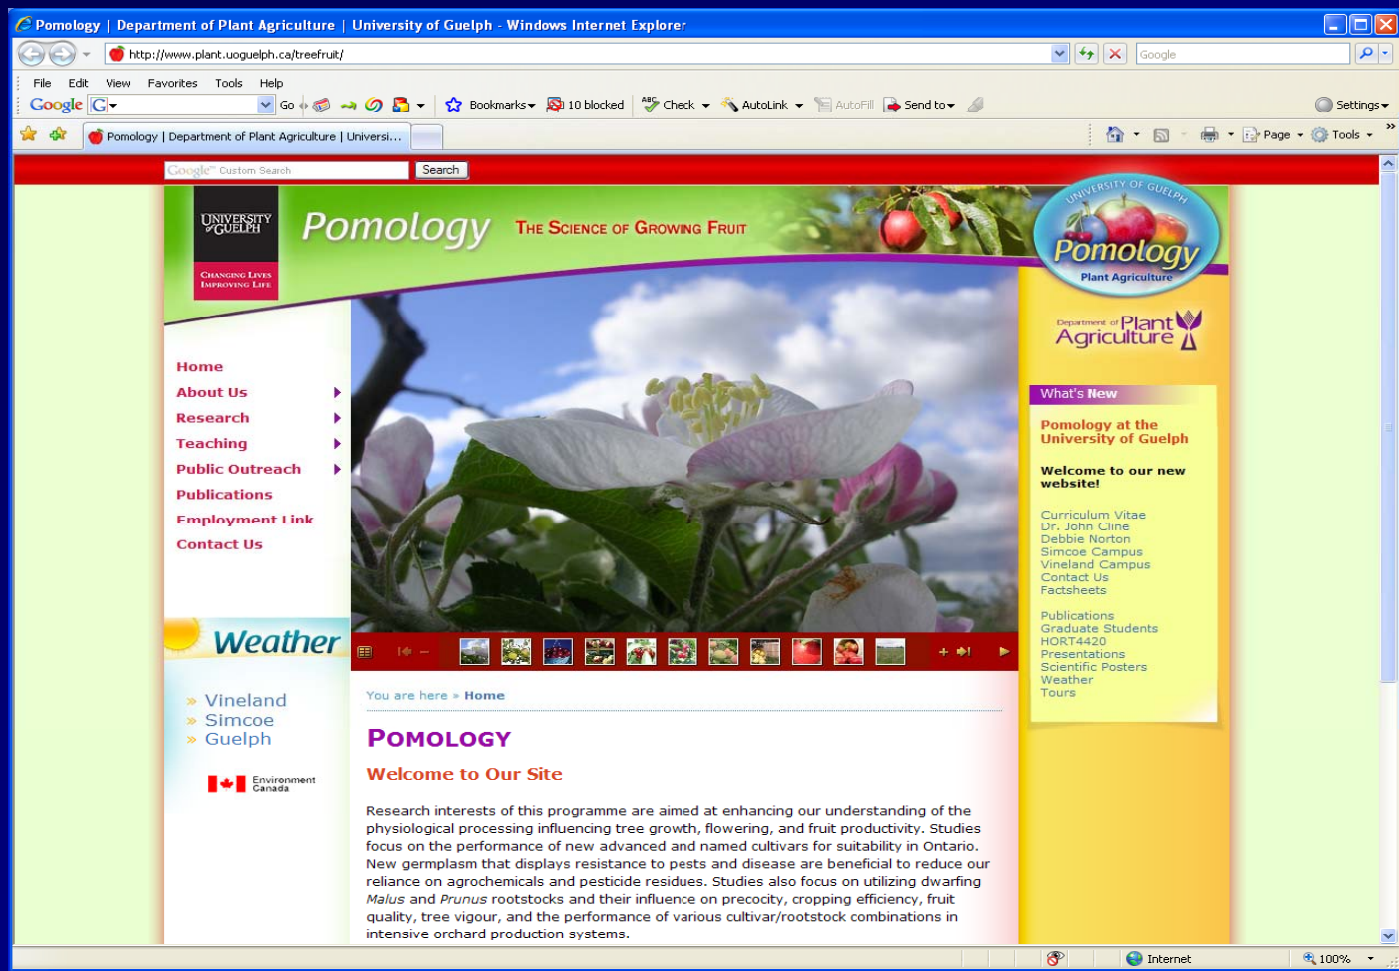 Pomology | Department of Plant Agriculture | University of Guelph - Windows Internet Explorer
http://www.plant.uoguelph.ca/treefruit/
Google
File Edit View Favorites Tools Help
Google G Go Bookmarks 10 blocked ABC Check AutoLink AutoFill Send to Settings
Pomology | Department of Plant Agriculture | Universi...
Page Tools »
Google™ Custom Search Search
UNIVERSITY
OF GUELPH
CHANGING LIVES
IMPROVING LIFE
Pomology THE SCIENCE OF GROWING FRUIT
UNIVERSITY OF GUELPH
Pomology
Plant Agriculture
Department of Plant
Agriculture
Home
About Us
Research
Teaching
Public Outreach
Publications
Employment Link
Contact Us
Weather
» Vineland
» Simcoe
» Guelph
Environment
Canada
You are here » Home
POMOLOGY
Welcome to Our Site
Research interests of this programme are aimed at enhancing our understanding of the
physiological processing influencing tree growth, flowering, and fruit productivity. Studies
focus on the performance of new advanced and named cultivars for suitability in Ontario.
New germplasm that displays resistance to pests and disease are beneficial to reduce our
reliance on agrochemicals and pesticide residues. Studies also focus on utilizing dwarfing
Malus and Prunus rootstocks and their influence on precocity, cropping efficiency, fruit
quality, tree vigour, and the performance of various cultivar/rootstock combinations in
intensive orchard production systems.
What's New
Pomology at the
University of Guelph
Welcome to our new
website!
Curriculum Vitae
Dr. John Cline
Debbie Norton
Simcoe Campus
Vineland Campus
Contact Us
Factsheets
Publications
Graduate Students
HORT4420
Presentations
Scientific Posters
Weather
Tours
Internet 100%